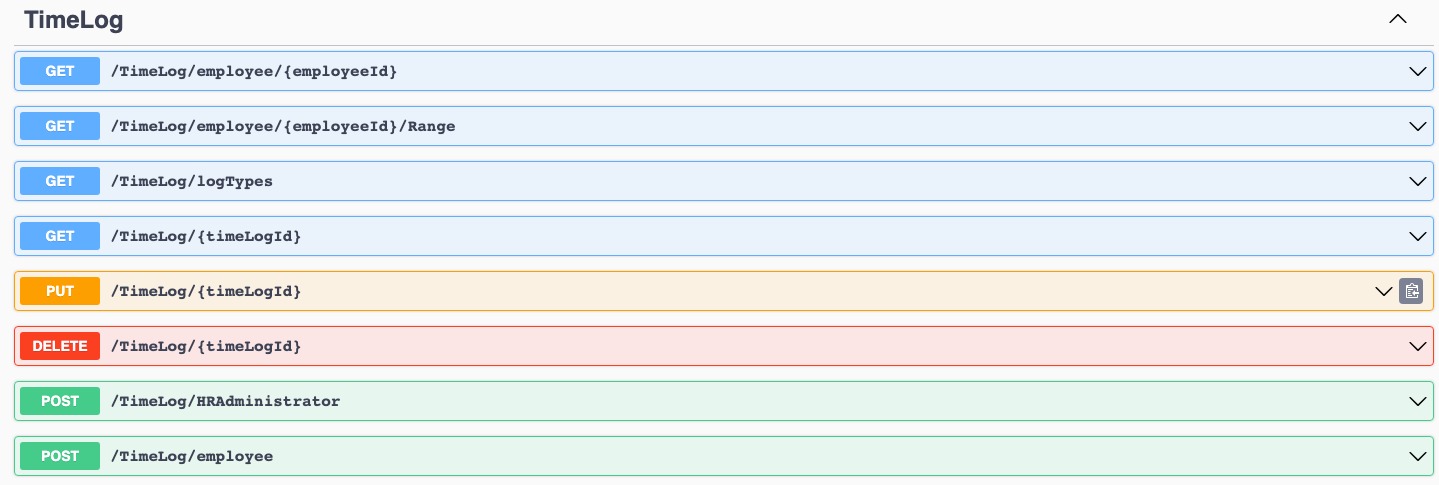 TimeLog
GET /TimeLog/employee/{employeeId}
GET /TimeLog/employee/{employeeId}/Range
GET /TimeLog/logTypes
GET /TimeLog/{timeLogId}
PUT /TimeLog/{timeLogId}
DELETE /TimeLog/{timeLogId}
POST /TimeLog/HRAdministrator
POST /TimeLog/employee